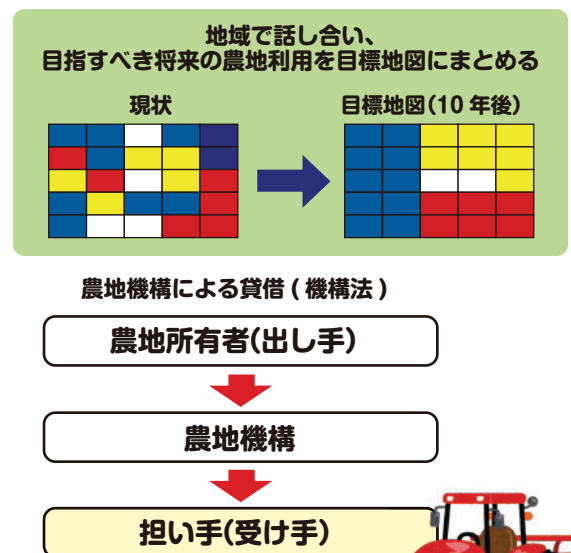 地域で話し合い、
目指すべき将来の農地利用を目標地図にまとめる
現状
目標地図(10 年後)
農地機構による貸借 ( 機構法 )
農地所有者(出し手)
農地機構
担い手(受け手)